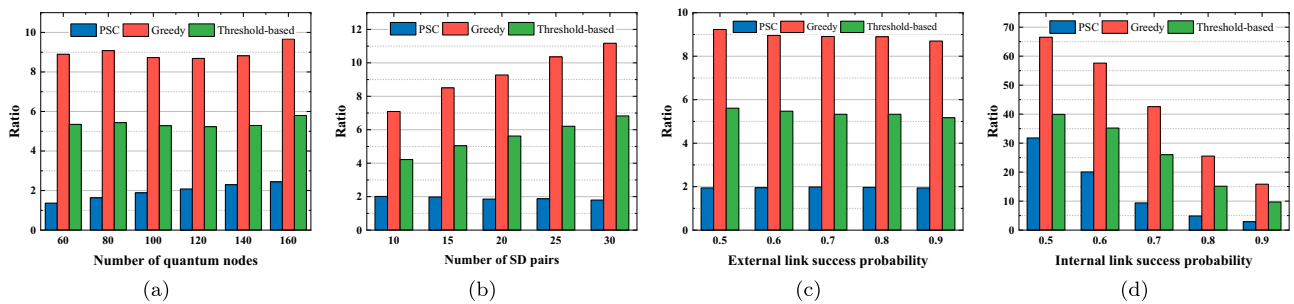 PSC Greedy Threshold-based
10
8
6
4
2
0
Ratio
60 80 100 120 140 160
Number of quantum nodes
(a)
PSC Greedy Threshold-based
12
10
8
6
4
2
0
Ratio
10 15 20 25 30
Number of SD pairs
(b)
PSC Greedy Threshold-based
10
8
6
4
2
0
Ratio
0.5 0.6 0.7 0.8 0.9
External link success probability
(c)
PSC Greedy Threshold-based
70
60
50
40
30
20
10
0
Ratio
0.5 0.6 0.7 0.8 0.9
Internal link success probability
(d)